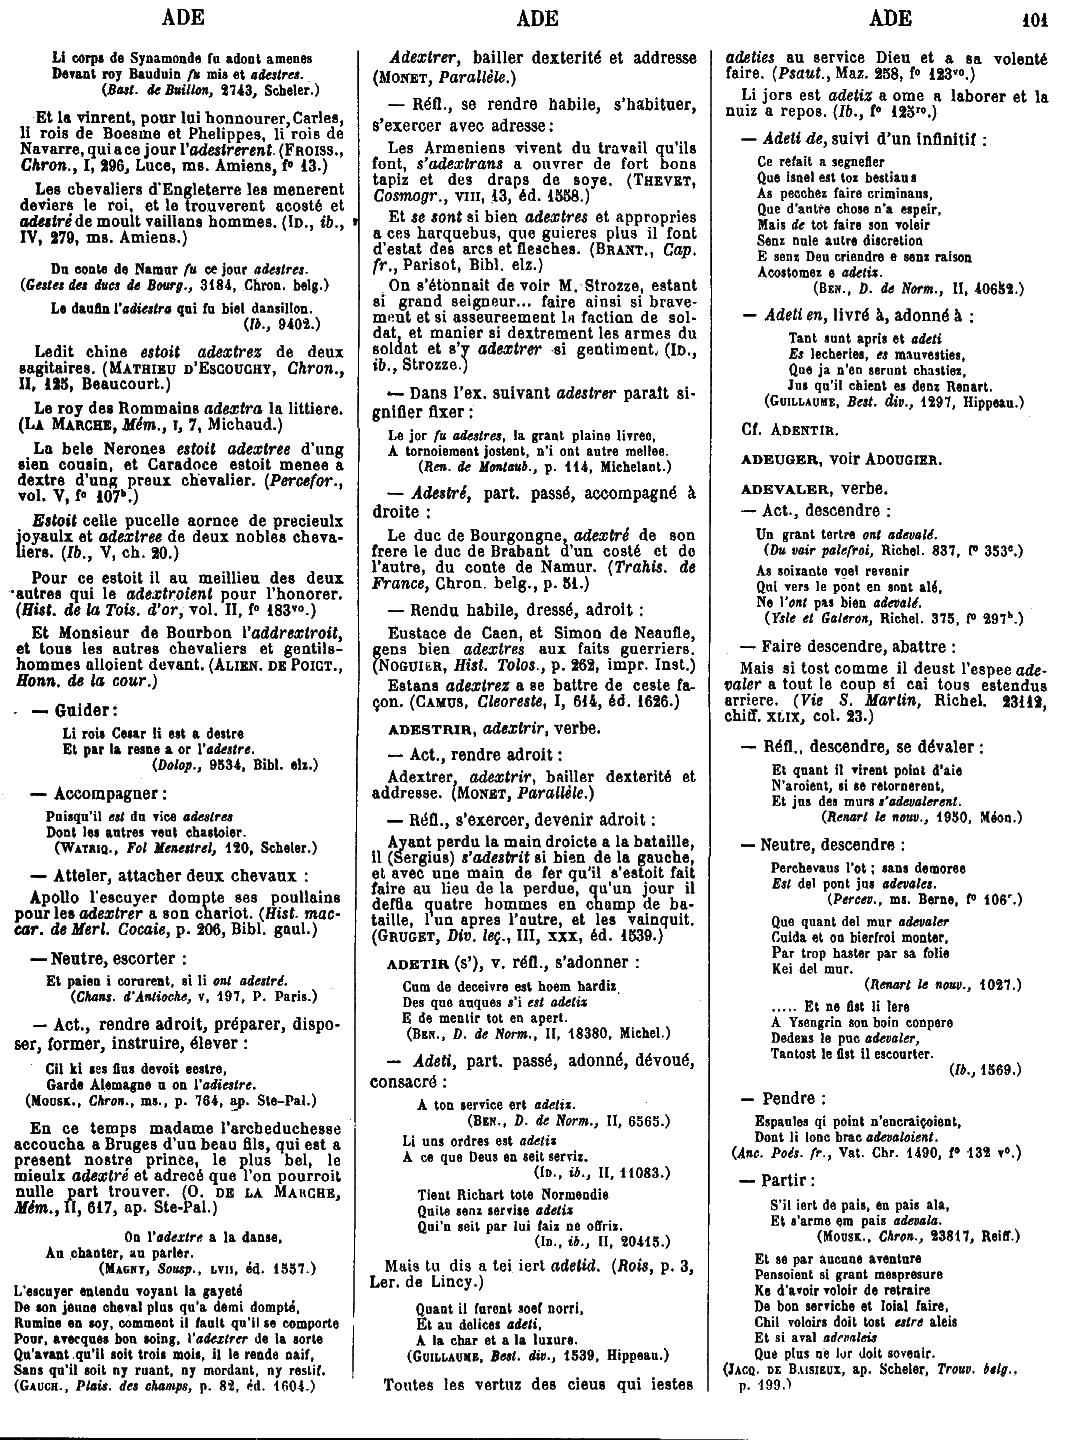 ADE
ADE
ADE
101
Li corps de Synamonde fu adont amenes
Devant roy Bauduin fu mis et adestres.
(Bast. de Buillon, 2743, Scheler.)
Et la vinrent, pour lui honnourer, Carles,
li rois de Boesme et Phelippes, li rois de
Navarre, qui a ce jour l'adestrerent. (FROISS.,
Chron., I, 296, Luce, ms. Amiens, fº 13.)
Les chevaliers d'Engleterre les menerent
deviers le roi, et le trouverent acosté et
adestré de moult vaillans hommes. (ID., ib.,
IV, 279, ms. Amiens.)
Du conte de Namur fu ce jour adestres.
(Gestes des ducs de Bourg., 3184, Chron. belg.)
Le daufin l'adiestra qui fu biel dansillon.
(Ib., 9402.)
Ledit chine estoit adextrez de deux
sagitaires. (MATHIEU D'ESCOUCHY, Chron.,
II, 125, Beaucourt.)
Le roy des Rommains adextra la littiere.
(LA MARCHE, Mém., I, 7, Michaud.)
La bele Nerones estoit adextree d'ung
sien cousin, et Caradoce estoit menee a
dextre d'ung preux chevalier. (Percefor.,
vol. V, fº 107ᵇ.)
Estoit celle pucelle aornce de precieulx
joyaulx et adextree de deux nobles cheva-
liers. (Ib., V, ch. 20.)
Pour ce estoit il au meillieu des deux
autres qui le adextroient pour l'honorer.
(Hist. de la Tois. d'or, vol. II, fº 183ᵛᵒ.)
Et Monsieur de Bourbon l'addrextroit,
et tous les autres chevaliers et gentils-
hommes alloient devant. (ALIEN. DE POICT.,
Honn. de la cour.)
— Guider :
Li rois Cesar li est a destre
Et par la resne a or l'adestre.
(Dolop., 9534, Bibl. elz.)
— Accompagner :
Puisqu'il est du vice adestres
Dont les autres veut chastoier.
(WATRIQ., Fol Menestrel, 120, Scheler.)
— Atteler, attacher deux chevaux :
Apollo l'escuyer dompte ses poullains
pour les adextrer a son chariot. (Hist. mac-
car. de Merl. Cocaie, p. 206, Bibl. gaul.)
— Neutre, escorter :
Et paien i corurent, si li ont adestré.
(Chans. d'Antioche, V, 197, P. Paris.)
— Act., rendre adroit, préparer, dispo-
ser, former, instruire, élever :
Cil ki ses fius devoit eestre,
Garde Alemagne u on l'adiestre.
(MOUSK., Chron., ms., p. 764, ap. Ste-Pal.)
En ce temps madame l'archeduchesse
accoucha a Bruges d'un beau fils, qui est a
present nostre prince, le plus bel, le
mieulx adextré et adrecé que l'on pourroit
nulle part trouver. (O. DE LA MARCHE,
Mém., II, 617, ap. Ste-Pal.)
On l'adextre a la danse,
Au chanter, au parler.
(MAGNY, Sousp., LVII, éd. 1557.)
L'escuyer entendu voyant la gayeté
De son jeune cheval plus qu'a demi dompté,
Rumine en soy, comment il fault qu'il se comporte
Pour, avecques bon soing, l'adextrer de la sorte
Qu'avant qu'il soit trois mois, il le rende naif,
Sans qu'il soit ny ruant, ny mordant, ny restif.
(GAUCH., Plais. des champs, p. 82, éd. 1604.)
Adextrer, bailler dexterité et addresse
(MONET, Parallèle.)
— Réfl., se rendre habile, s'habituer,
s'exercer avec adresse :
Les Armeniens vivent du travail qu'ils
font, s'adextrans a ouvrer de fort bons
tapiz et des draps de soye. (THEVET,
Cosmogr., VIII, 13, éd. 1558.)
Et se sont si bien adextres et appropries
a ces harquebus, que guieres plus il font
d'estat des arcs et flesches. (BRANT., Cap.
fr., Parisot, Bibl. elz.)
On s'étonnait de voir M. Strozze, estant
si grand seigneur... faire ainsi si brave-
ment et si asseureement la faction de sol-
dat, et manier si dextrement les armes du
soldat et s'y adextrer si gentiment. (ID.,
ib., Strozze.)
— Dans l'ex. suivant adestrer paraît si-
gnifier fixer :
Le jor fu adestres, la grant plaine livree,
A tornoiement jostent, n'i ont autre mellee.
(Ren. de Montaub., p. 114, Michelant.)
— Adestré, part. passé, accompagné à
droite :
Le duc de Bourgongne, adextré de son
frere le duc de Brabant d'un costé et de
l'autre, du conte de Namur. (Trahis. de
France, Chron. belg., p. 51.)
— Rendu habile, dressé, adroit :
Eustace de Caen, et Simon de Neaufle,
gens bien adextres aux faits guerriers.
(NOGUIER, Hist. Tolos., p. 262, impr. Inst.)
Estans adextrez a se battre de ceste fa-
çon. (CAMUS, Cleoreste, I, 614, éd. 1626.)
ADESTRIR, adextrir, verbe.
— Act., rendre adroit :
Adextrer, adextrir, bailler dexterité et
addresse. (MONET, Parallèle.)
— Réfl., s'exercer, devenir adroit :
Ayant perdu la main droicte a la bataille,
il (Sergius) s'adestrit si bien de la gauche,
et avec une main de fer qu'il s'estoit fait
faire au lieu de la perdue, qu'un jour il
deffia quatre hommes en champ de ba-
taille, l'un apres l'autre, et les vainquit.
(GRUGET, Div. leç., III, XXX, éd. 1539.)
ADETIR (s'), v. réfl., s'adonner :
Cum de deceivre est hoem hardiz
Des que auques s'i est adetiz
E de mentir tot en apert.
(BEN., D. de Norm., II, 18380, Michel.)
— Adeti, part. passé, adonné, dévoué,
consacré :
A ton service ert adetiz.
(BEN., D. de Norm., II, 6565.)
Li uns ordres est adetiz
A ce que Deus en seit serviz.
(ID., ib., II, 11083.)
Tient Richart tote Normendie
Quite senz servise adetiz
Qui'n seit par lui faiz ne offriz.
(ID., ib., II, 20415.)
Mais tu dis a tei iert adetid. (Rois, p. 3,
Ler. de Lincy.)
Quant il furent soef norri,
Et au delices adeti,
A la char et a la luxure.
(GUILLAUME, Best. div., 1539, Hippeau.)
Toutes les vertuz des cieus qui iestes
adeties au service Dieu et a sa volenté
faire. (Psaut., Maz. 258, fº 123ᵛᵒ.)
Li jors est adetiz a ome a laborer et la
nuiz a repos. (Ib., fº 125ʳᵒ.)
— Adeti de, suivi d'un infinitif :
Ce refait a segnefier
Que isnel est toz bestiaus
As pecchez faire criminaus,
Que d'autre chose n'a espeir,
Mais de tot faire son voleir
Senz nule autre discretion
E senz Deu criendre e senz raison
Acostomez e adetiz.
(BEN., D. de Norm., II, 40652.)
— Adeti en, livré à, adonné à :
Tant sunt apris et adeti
Es lecheries, es mauvesties,
Que ja n'en serunt chastiez,
Jus qu'il chient es denz Renart.
(GUILLAUME, Best. div., 1297, Hippeau.)
Cf. ADENTIR.
ADEUGER, voir ADOUGIER.
ADEVALER, verbe.
— Act., descendre :
Un grant tertre ont adevalé.
(Du vair palefroi, Richel. 837, fº 353ᶜ.)
As soixante voel revenir
Qui vers le pont en sont alé,
Ne l'ont pas bien adevalé.
(Ysle et Galeron, Richel. 375, fº 297ᵇ.)
— Faire descendre, abattre :
Mais si tost comme il deust l'espee ade-
valer a tout le coup si cai tous estendus
arriere. (Vie S. Martin, Richel. 23112,
chiff. XLIX, col. 23.)
— Réfl., descendre, se dévaler :
Et quant il virent point d'aie
N'aroient, si se retornerent,
Et jus des murs s'adevalerent.
(Renart le nouv., 1950, Méon.)
— Neutre, descendre :
Perchevaus l'ot ; sans demoree
Est del pont jus adevales.
(Percev., ms. Berne, fº 106ʳ.)
Que quant del mur adevaler
Cuida et on bierfroi monter,
Par trop haster par sa folie
Kei del mur.
(Renart le nouv., 1027.)
..... Et ne fist li lere
A Ysengrin son boin conpere
Dedens le puc adevaler,
Tantost le fist il escourter.
(Ib., 1569.)
— Pendre :
Espaules qi point n'encraiçoient,
Dont li lonc brac adevaloient.
(Anc. Poés. fr., Vat. Chr. 1490, fº 132 vº.)
— Partir :
S'il iert de pais, en pais ala,
Et s'arme em pais adevala.
(MOUSK., Chron., 23817, Reiff.)
Et se par aucune aventure
Pensoient si grant mespresure
Ke d'avoir voloir de retraire
De bon serviche et loial faire,
Chil voloirs doit tost estre aleis
Et si aval adevaleis
Que plus ne lor doit sovenir.
(JACQ. DE BAISIEUX, ap. Scheler, Trouv. belg.,
p. 199.)